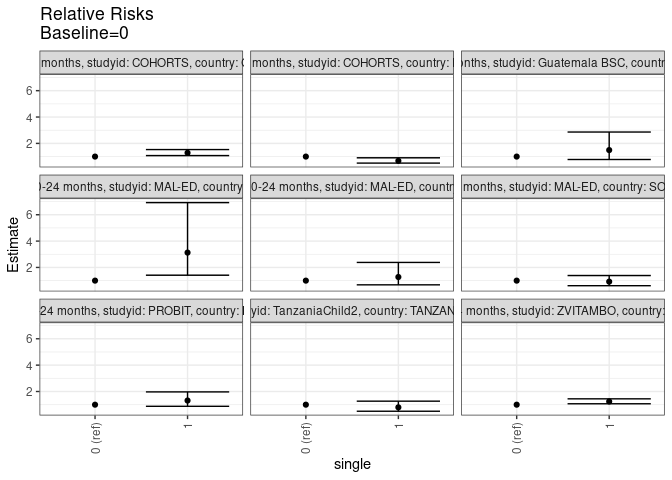 Relative Risks
Baseline=0
months, studyid: COHORTS, country:
months, studyid: COHORTS, country:
studyid: Guatemala BSC, country
6
4
2
0-24 months, studyid: MAL-ED, country
0-24 months, studyid: MAL-ED, country
months, studyid: MAL-ED, country: SO
6
4
2
Estimate
24 months, studyid: PROBIT, country:
yid: TanzaniaChild2, country: TANZAN
months, studyid: ZVITAMBO, country:
6
4
2
0 (ref)
1
0 (ref)
1
0 (ref)
1
single